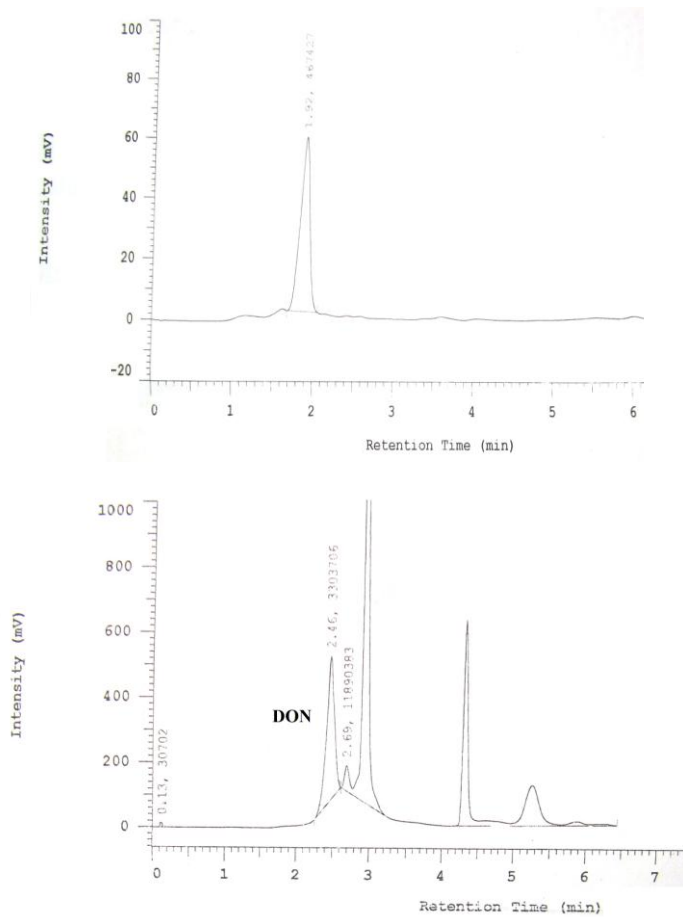 100
80
60
40
20
0
-20
Intensity (mV)
1.92, 467427
0 1 2 3 4 5 6
Retention Time (min)
1000
800
600
400
200
0
Intensity (mV)
0.13, 30702
DON
2.46, 3303706
2.69, 11890383
0 1 2 3 4 5 6 7
Retention Time (min)